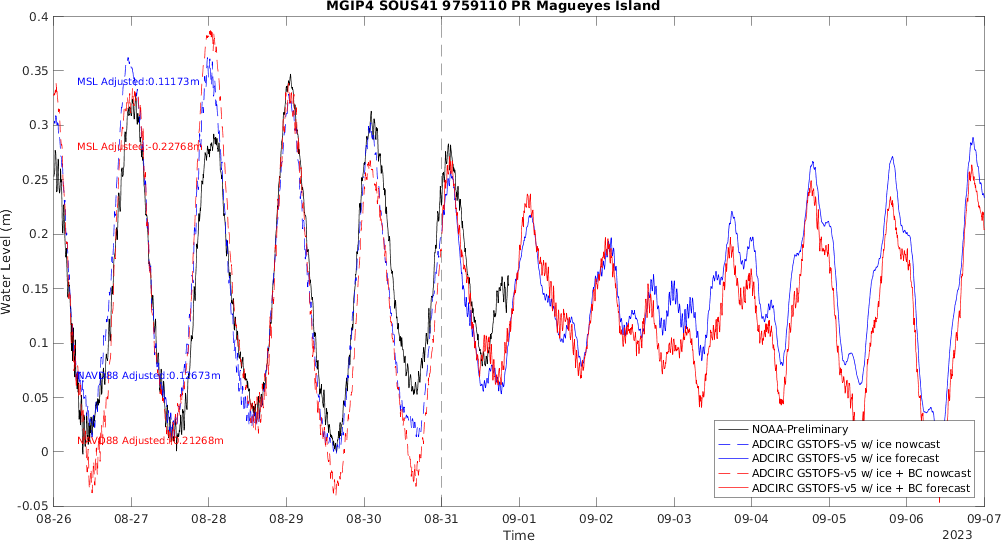 MGIP4 SOUS41 9759110 PR Magueyes Island
0.4
0.35
0.3
0.25
0.2
0.15
0.1
0.05
0
-0.05
Water Level (m)
MSL Adjusted:0.11173m
MSL Adjusted:-0.22768m
NAVD88 Adjusted:0.12673m
NAVD88 Adjusted:-0.21268m
NOAA-Preliminary
ADCIRC GSTOFS-v5 w/ ice nowcast
ADCIRC GSTOFS-v5 w/ ice forecast
ADCIRC GSTOFS-v5 w/ ice + BC nowcast
ADCIRC GSTOFS-v5 w/ ice + BC forecast
08-26 08-27 08-28 08-29 08-30 08-31 09-01 09-02 09-03 09-04 09-05 09-06 09-07
Time
2023